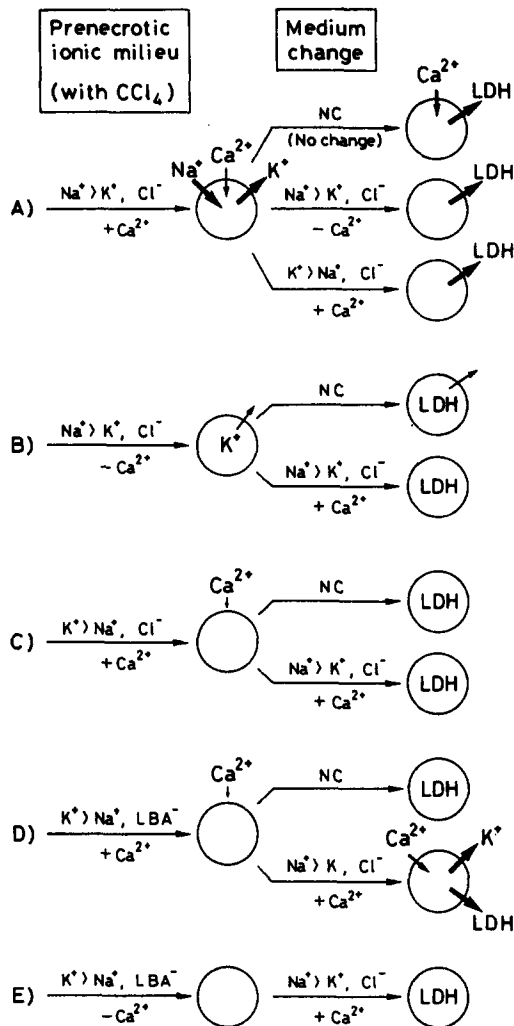 Prenecrotic
ionic milieu
(with CCl₄)
Medium
change
A)
Na⁺ > K⁺, Cl⁻
+ Ca²⁺
Na⁺
Ca²⁺
K⁺
NC
(No change)
Ca²⁺
LDH
Na⁺ > K⁺, Cl⁻
− Ca²⁺
LDH
K⁺ > Na⁺, Cl⁻
+ Ca²⁺
LDH
B)
Na⁺ > K⁺, Cl⁻
− Ca²⁺
K⁺
NC
LDH
Na⁺ > K⁺, Cl⁻
+ Ca²⁺
LDH
C)
K⁺ > Na⁺, Cl⁻
+ Ca²⁺
Ca²⁺
NC
LDH
Na⁺ > K⁺, Cl⁻
+ Ca²⁺
LDH
D)
K⁺ > Na⁺, LBA⁻
+ Ca²⁺
Ca²⁺
NC
LDH
Na⁺ > K, Cl⁻
+ Ca²⁺
Ca²⁺
K⁺
LDH
E)
K⁺ > Na⁺, LBA⁻
− Ca²⁺
Na⁺ > K⁺, Cl⁻
+ Ca²⁺
LDH